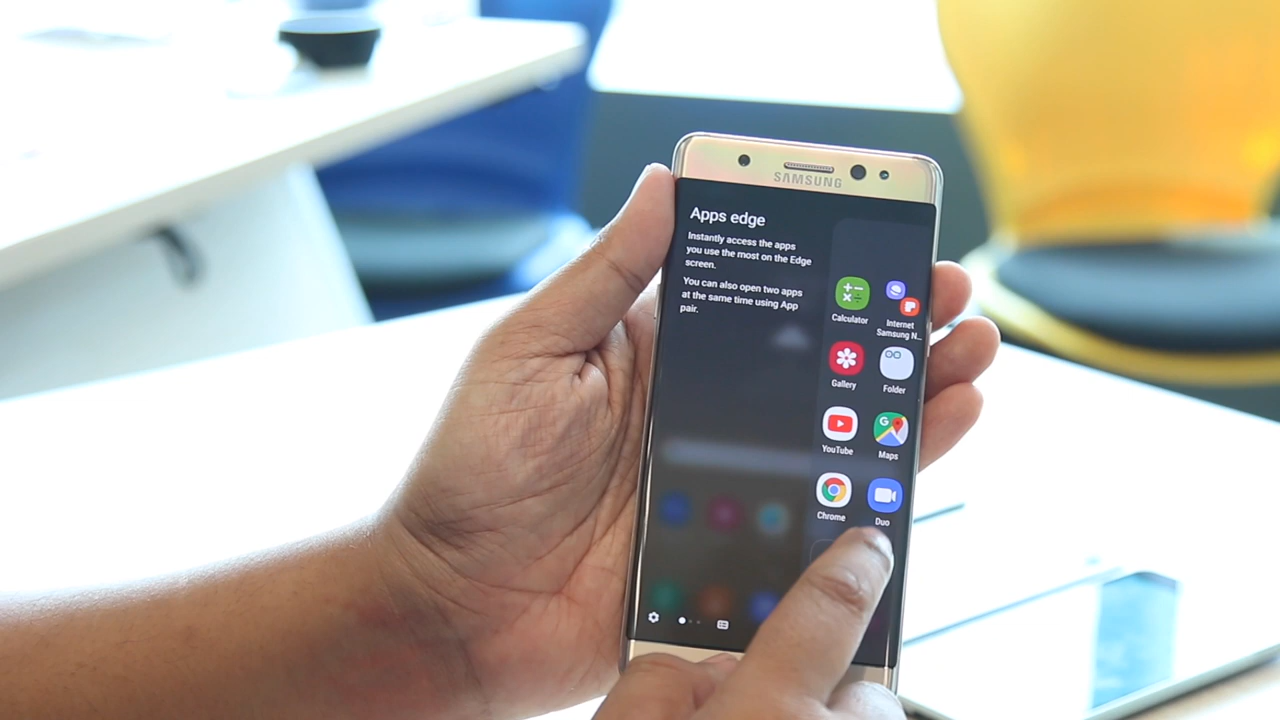 SAMSUNG
Apps edge
Instantly access the apps
you use the most on the Edge
screen.
You can also open two apps
at the same time using App
pair.
Calculator
Internet
Samsung N...
Gallery
Folder
YouTube
Maps
Chrome
Duo